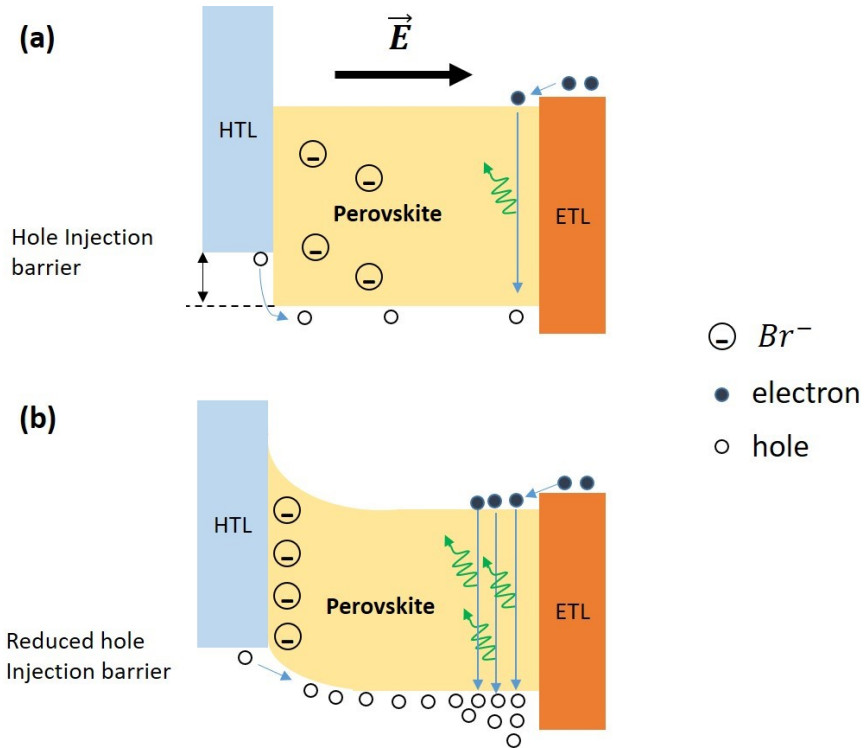 (a)
E
HTL
Hole Injection
barrier
Perovskite
ETL
Br⁻
electron
hole
(b)
HTL
Perovskite
ETL
Reduced hole
Injection barrier